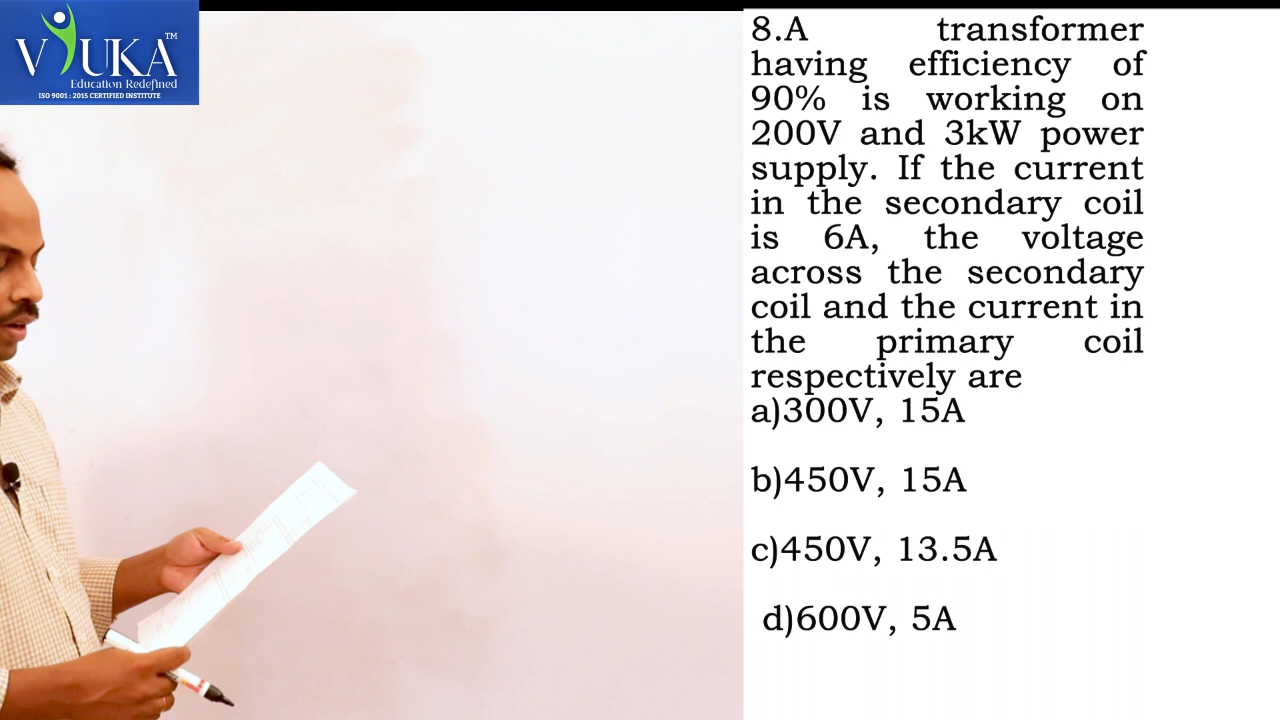 VIJUKA™
Education Redefined
ISO 9001 : 2015 CERTIFIED INSTITUTE
8.A transformer
having efficiency of
90% is working on
200V and 3kW power
supply. If the current
in the secondary coil
is 6A, the voltage
across the secondary
coil and the current in
the primary coil
respectively are
a)300V, 15A
b)450V, 15A
c)450V, 13.5A
d)600V, 5A